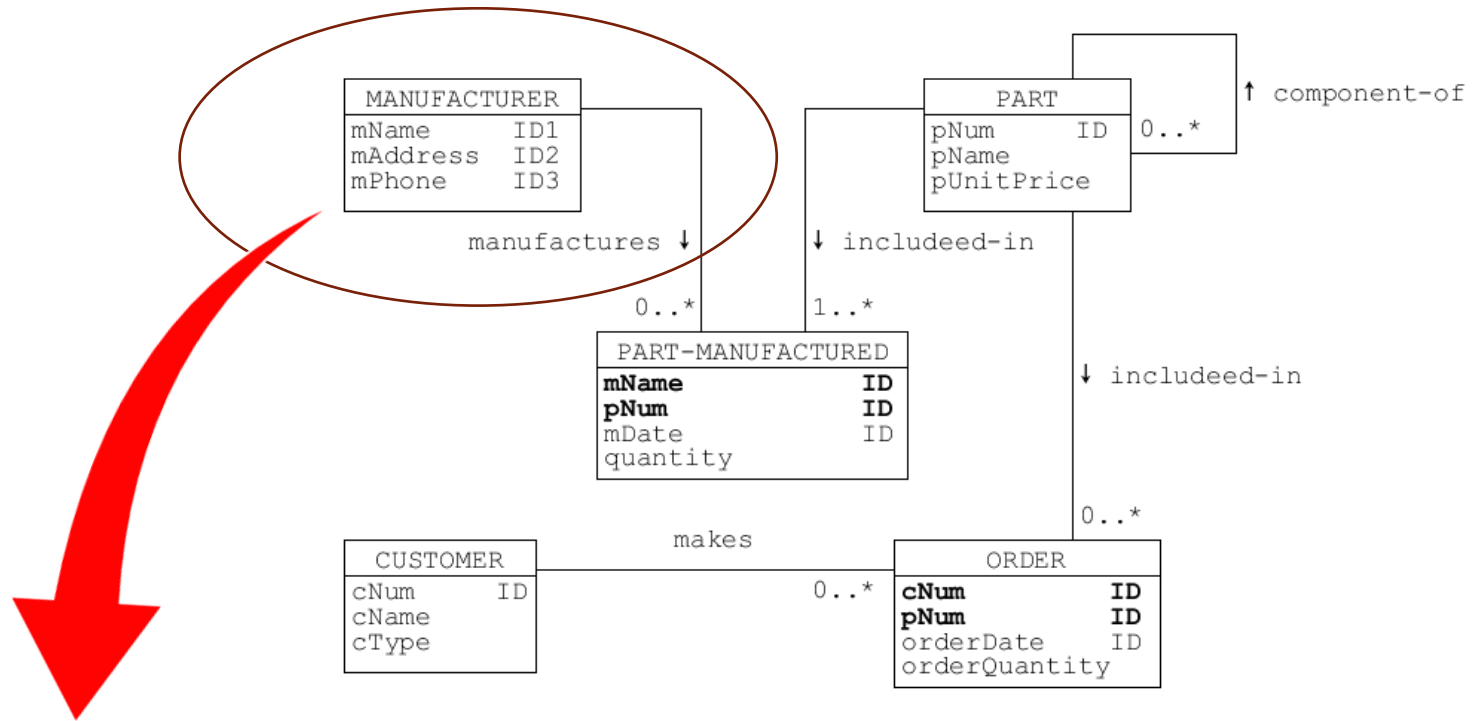 MANUFACTURER
mName ID1
mAddress ID2
mPhone ID3
PART
pNum ID
pName
pUnitPrice
0..*
↑ component-of
manufactures ↓
↓ includeed-in
0..*
1..*
PART-MANUFACTURED
mName ID
pNum ID
mDate ID
quantity
↓ includeed-in
0..*
CUSTOMER
cNum ID
cName
cType
makes
0..*
ORDER
cNum ID
pNum ID
orderDate ID
orderQuantity